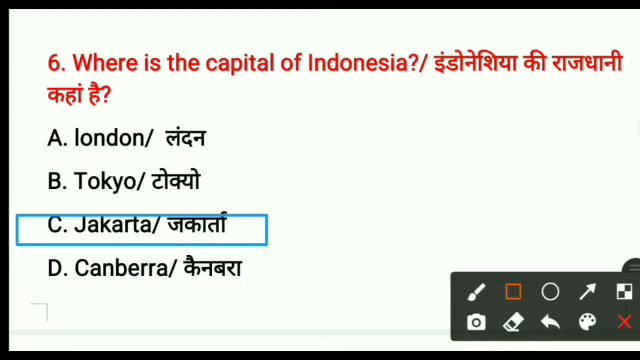 6. Where is the capital of Indonesia?/ इंडोनेशिया की राजधानी
कहां है?
A. london/ लंदन
B. Tokyo/ टोक्यो
C. Jakarta/ जकार्ता
D. Canberra/ कैनबरा